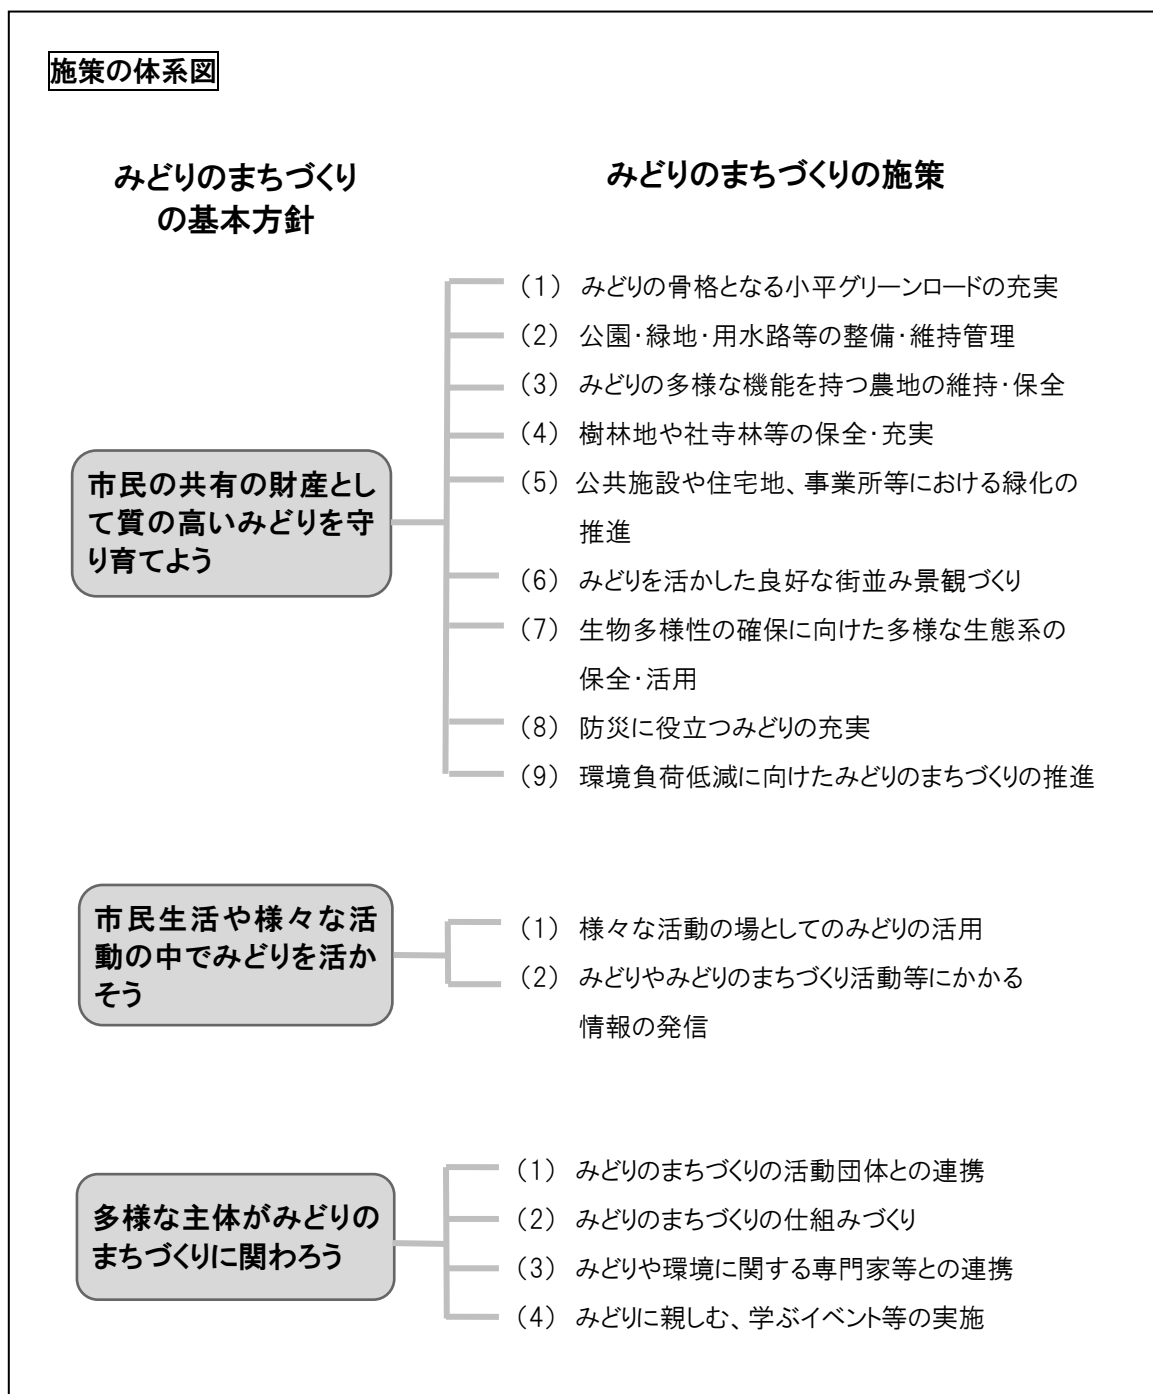 施策の体系図
みどりのまちづくり
の基本方針
みどりのまちづくりの施策
市民の共有の財産とし
て質の高いみどりを守
り育てよう
(1) みどりの骨格となる小平グリーンロードの充実
(2) 公園・緑地・用水路等の整備・維持管理
(3) みどりの多様な機能を持つ農地の維持・保全
(4) 樹林地や社寺林等の保全・充実
(5) 公共施設や住宅地、事業所等における緑化の
推進
(6) みどりを活かした良好な街並み景観づくり
(7) 生物多様性の確保に向けた多様な生態系の
保全・活用
(8) 防災に役立つみどりの充実
(9) 環境負荷低減に向けたみどりのまちづくりの推進
市民生活や様々な活
動の中でみどりを活か
そう
(1) 様々な活動の場としてのみどりの活用
(2) みどりやみどりのまちづくり活動等にかかる
情報の発信
多様な主体がみどりの
まちづくりに関わろう
(1) みどりのまちづくりの活動団体との連携
(2) みどりのまちづくりの仕組みづくり
(3) みどりや環境に関する専門家等との連携
(4) みどりに親しむ、学ぶイベント等の実施